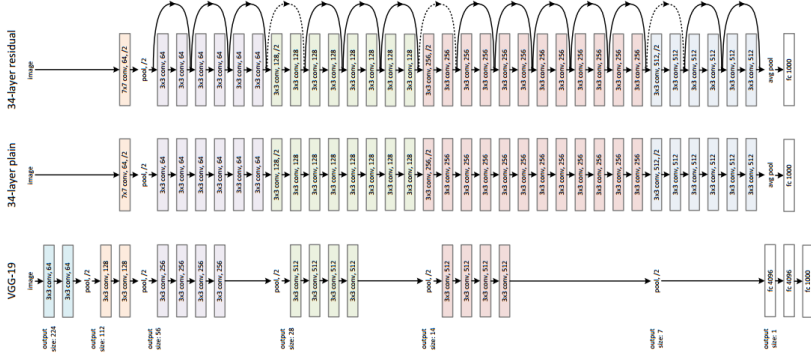 output
size: 224
output
size: 112
output
size: 56
output
size: 28
output
size: 14
output
size: 7
output
size: 1
VGG-19
image
3x3 conv, 64
3x3 conv, 64
pool, /2
3x3 conv, 128
3x3 conv, 128
pool, /2
3x3 conv, 256
3x3 conv, 256
3x3 conv, 256
3x3 conv, 256
pool, /2
3x3 conv, 512
3x3 conv, 512
3x3 conv, 512
3x3 conv, 512
pool, /2
3x3 conv, 512
3x3 conv, 512
3x3 conv, 512
3x3 conv, 512
pool, /2
fc 4096
fc 4096
fc 1000
34-layer plain
image
7x7 conv, 64, /2
pool, /2
3x3 conv, 64
3x3 conv, 64
3x3 conv, 64
3x3 conv, 64
3x3 conv, 64
3x3 conv, 64
3x3 conv, 128, /2
3x3 conv, 128
3x3 conv, 128
3x3 conv, 128
3x3 conv, 128
3x3 conv, 128
3x3 conv, 128
3x3 conv, 128
3x3 conv, 256, /2
3x3 conv, 256
3x3 conv, 256
3x3 conv, 256
3x3 conv, 256
3x3 conv, 256
3x3 conv, 256
3x3 conv, 256
3x3 conv, 256
3x3 conv, 256
3x3 conv, 256
3x3 conv, 256
3x3 conv, 512, /2
3x3 conv, 512
3x3 conv, 512
3x3 conv, 512
3x3 conv, 512
3x3 conv, 512
avg pool
fc 1000
34-layer residual
image
7x7 conv, 64, /2
pool, /2
3x3 conv, 64
3x3 conv, 64
3x3 conv, 64
3x3 conv, 64
3x3 conv, 64
3x3 conv, 64
3x3 conv, 128, /2
3x3 conv, 128
3x3 conv, 128
3x3 conv, 128
3x3 conv, 128
3x3 conv, 128
3x3 conv, 128
3x3 conv, 128
3x3 conv, 256, /2
3x3 conv, 256
3x3 conv, 256
3x3 conv, 256
3x3 conv, 256
3x3 conv, 256
3x3 conv, 256
3x3 conv, 256
3x3 conv, 256
3x3 conv, 256
3x3 conv, 256
3x3 conv, 256
3x3 conv, 512, /2
3x3 conv, 512
3x3 conv, 512
3x3 conv, 512
3x3 conv, 512
3x3 conv, 512
avg pool
fc 1000